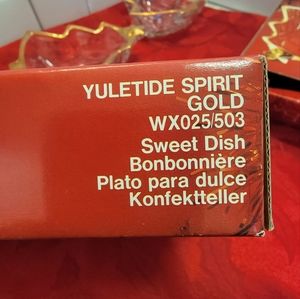 YULETIDE SPIRIT
GOLD
WX025/503
Sweet Dish
Bonbonnière
Plato para dulce
Konfektteller